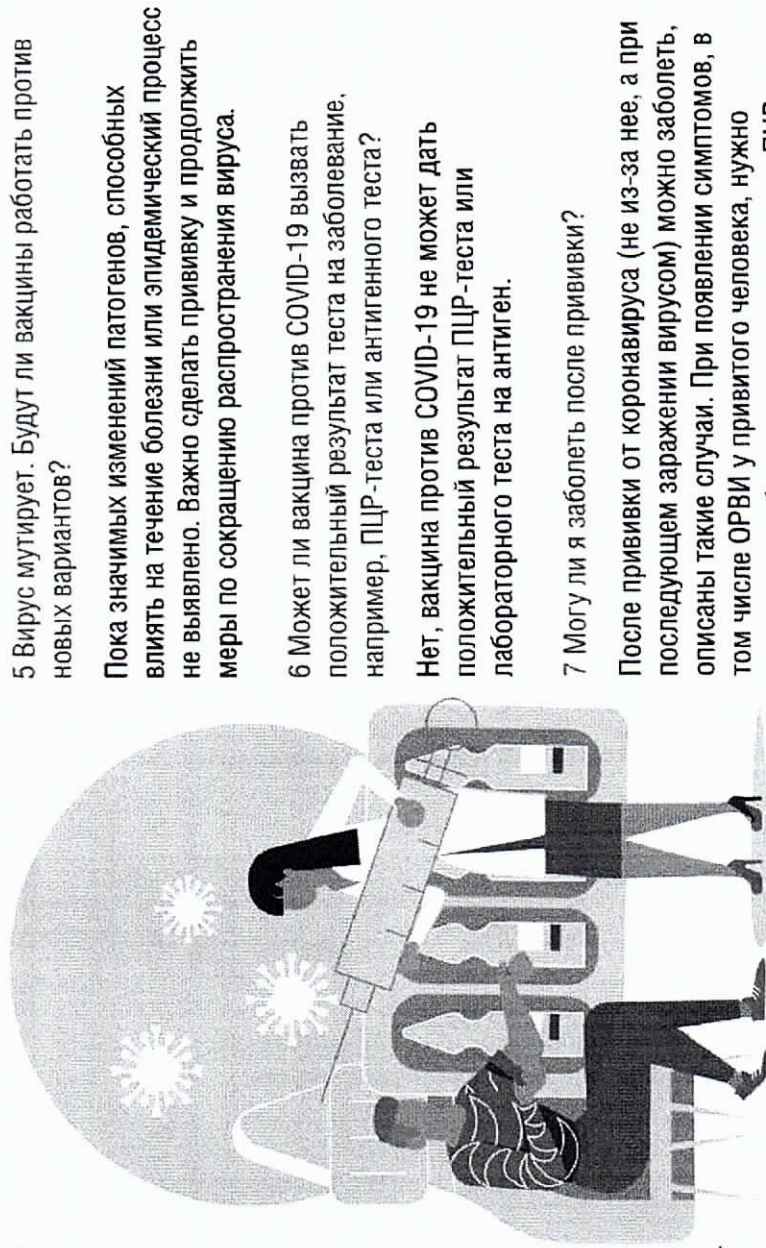 5 Вирус мутирует. Будут ли вакцины работать против
новых вариантов?
Пока значимых изменений патогенов, способных
влиять на течение болезни или эпидемический процесс
не выявлено. Важно сделать прививку и продолжить
меры по сокращению распространения вируса.
6 Может ли вакцина против COVID-19 вызвать
положительный результат теста на заболевание,
например, ПЦР-теста или антигенного теста?
Нет, вакцина против COVID-19 не может дать
положительный результат ПЦР-теста или
лабораторного теста на антиген.
7 Могу ли я заболеть после прививки?
После прививки от коронавируса (не из-за нее, а при
последующем заражении вирусом) можно заболеть,
описаны такие случаи. При появлении симптомов, в
том числе ОРВИ у привитого человека, нужно